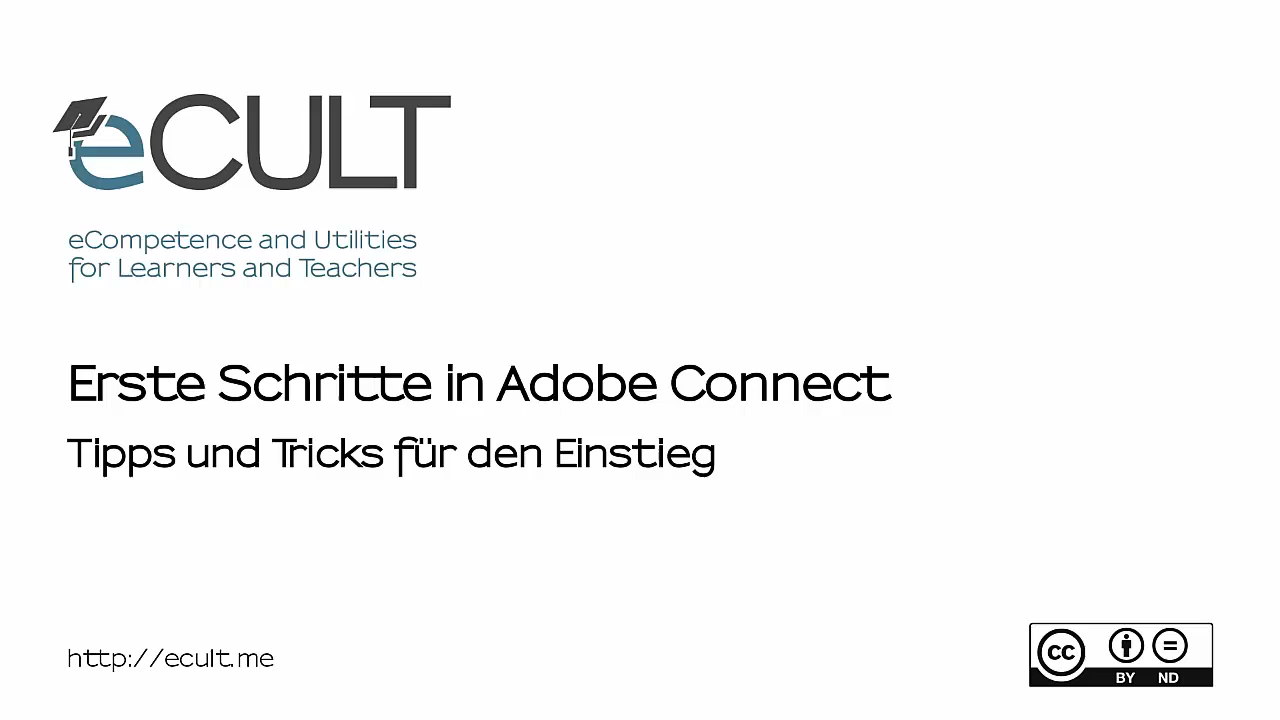 eCULT
eCompetence and Utilities
for Learners and Teachers
Erste Schritte in Adobe Connect
Tipps und Tricks für den Einstieg
http://ecult.me
cc
BY ND